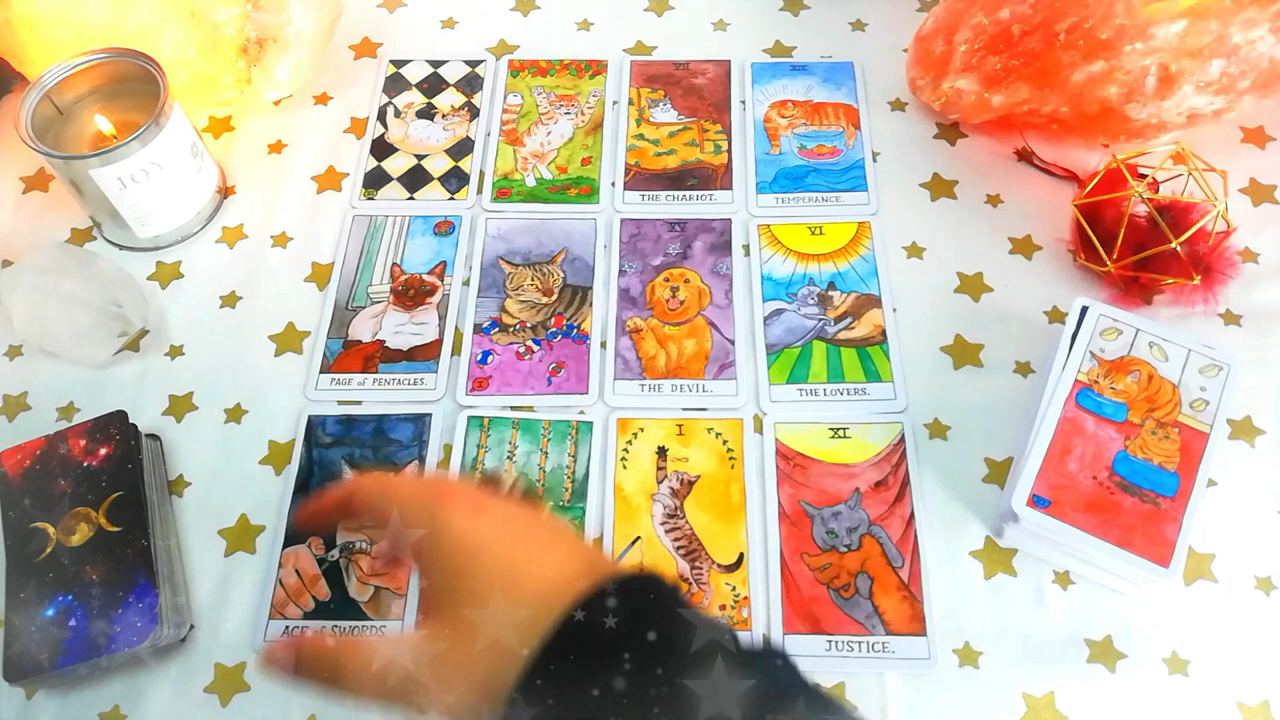 JOY
VII
THE CHARIOT.
XIV
TEMPERANCE.
PAGE of PENTACLES.
XV
THE DEVIL.
VI
THE LOVERS.
ACE of SWORDS
I
XI
JUSTICE.